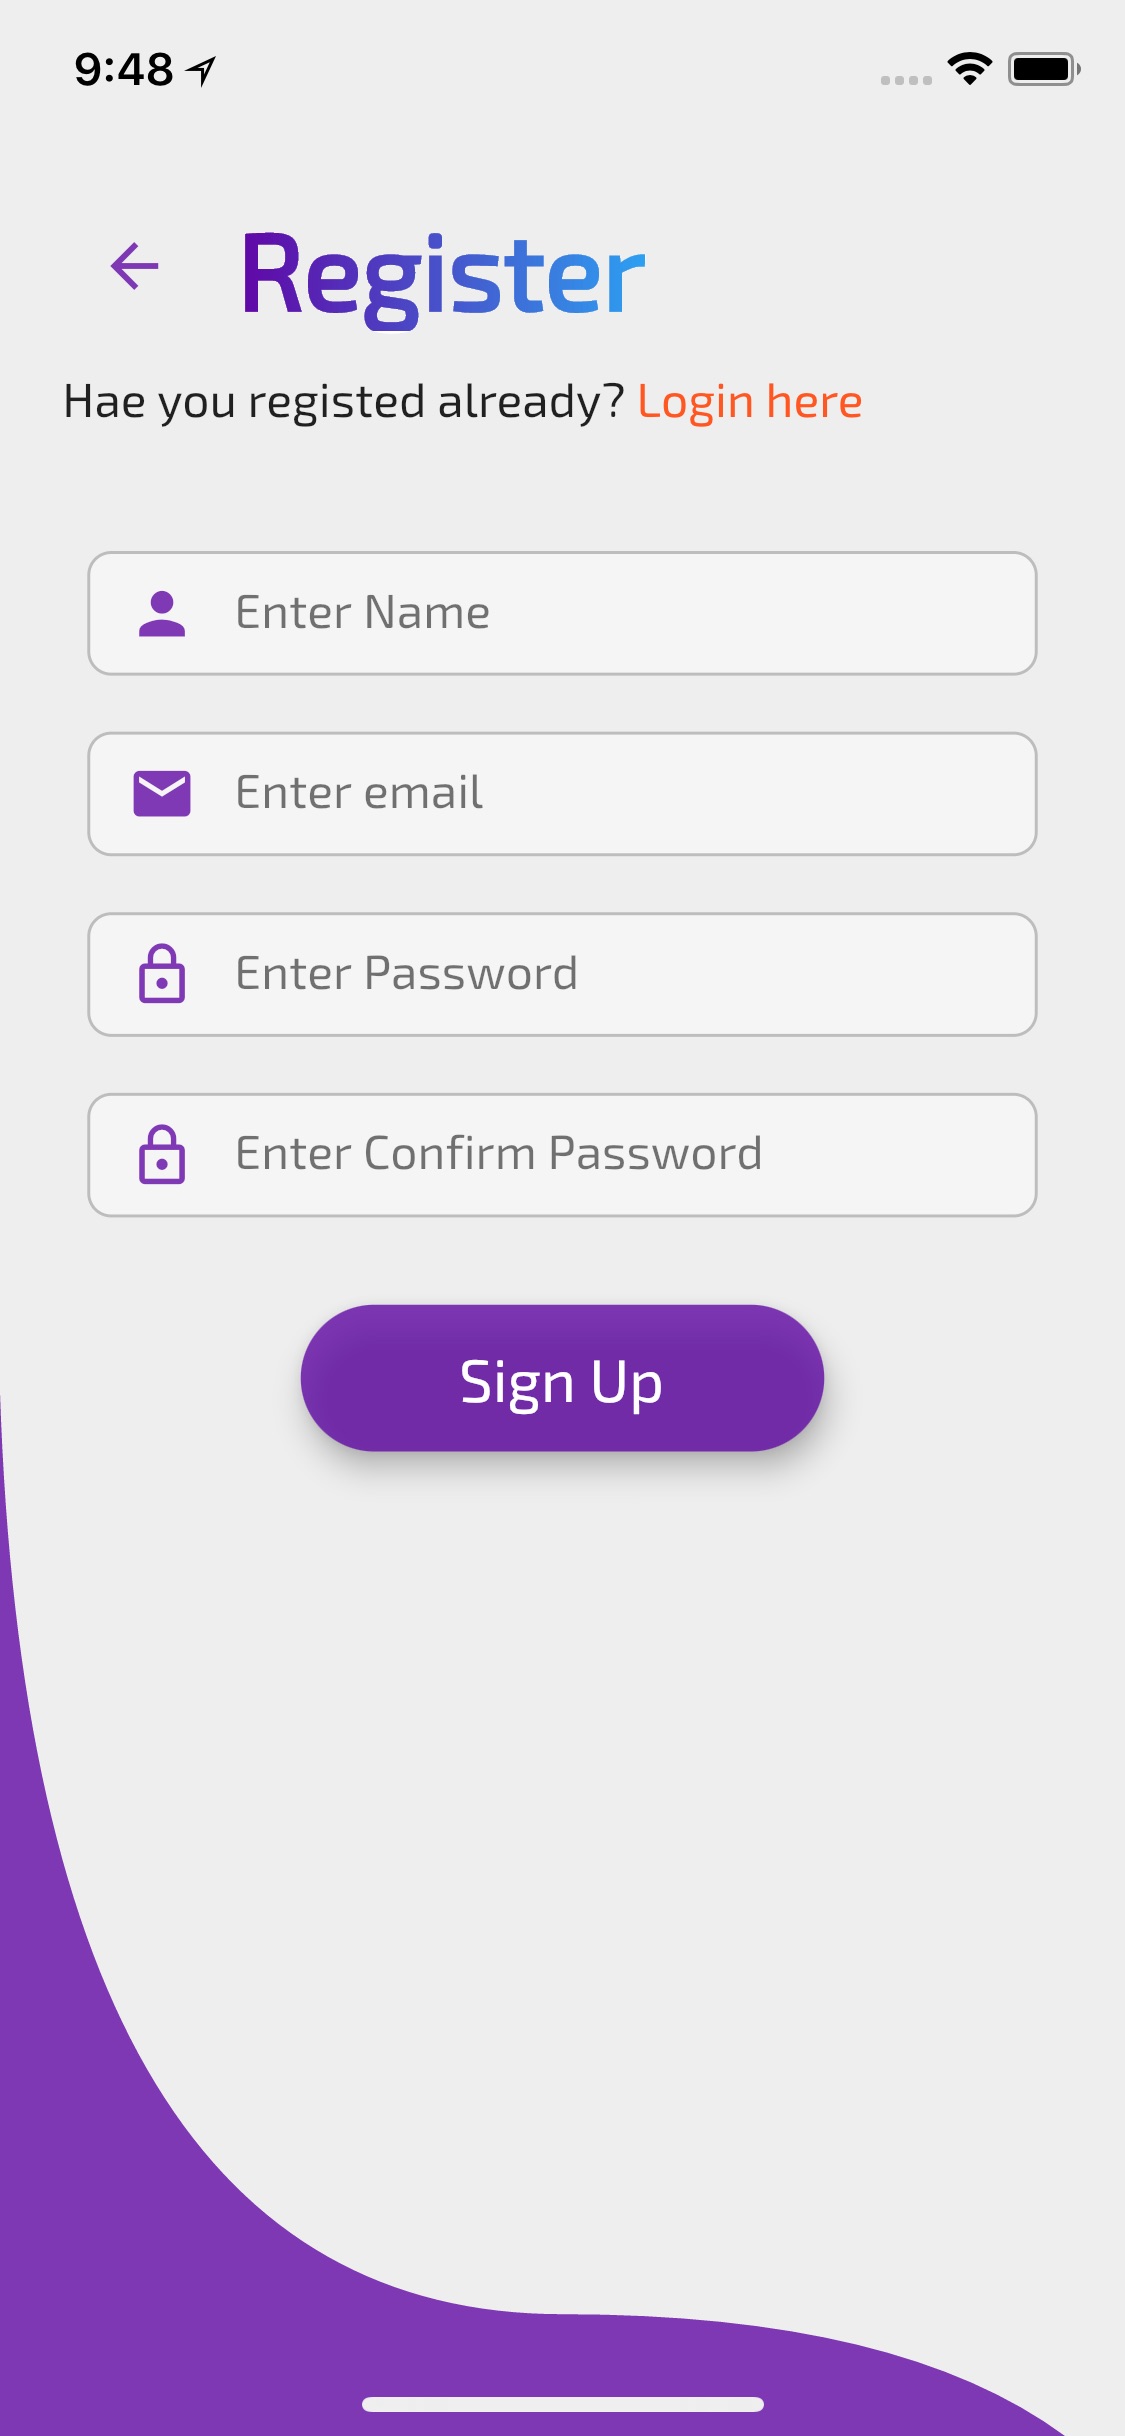 9:48
Register
Hae you registed already? Login here
Enter Name
Enter email
Enter Password
Enter Confirm Password
Sign Up